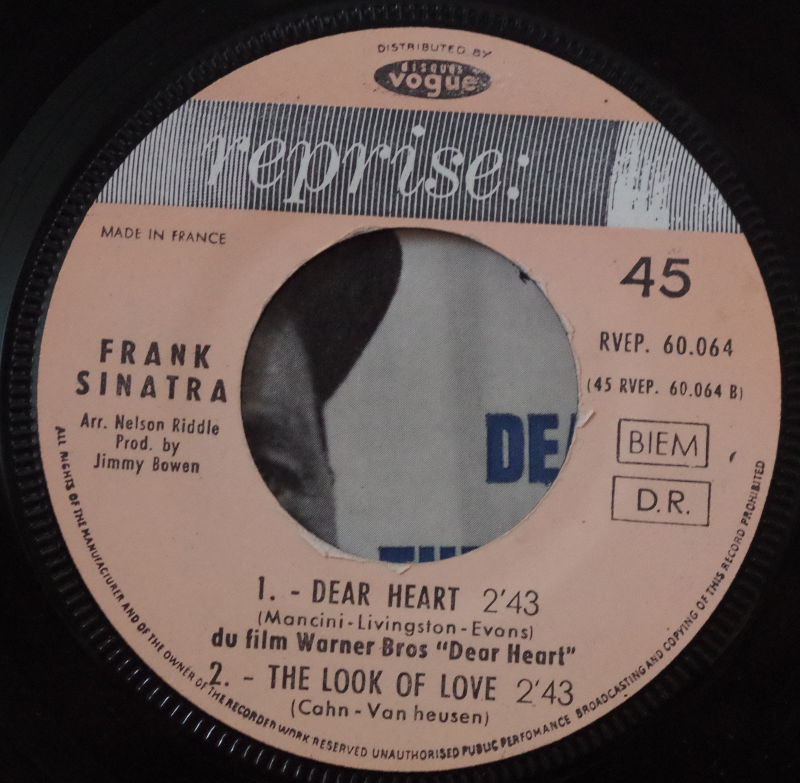 DISTRIBUTED BY
disques
vogue
reprise:
MADE IN FRANCE
45
RVEP. 60.064
(45 RVEP. 60.064 B)
FRANK
SINATRA
Arr. Nelson Riddle
Prod. by
Jimmy Bowen
BIEM
D.R.
DE
1. - DEAR HEART 2'43
(Mancini-Livingston-Evans)
du film Warner Bros "Dear Heart"
2. - THE LOOK OF LOVE 2'43
(Cahn-Van heusen)
ALL RIGHTS OF THE MANUFACTURER AND OF THE OWNER OF THE RECORDER WORK RESERVED UNAUTHORISED PUBLIC PERFOMANCE BROADCASTING AND COPYING OF THIS RECORD PROHIBITED